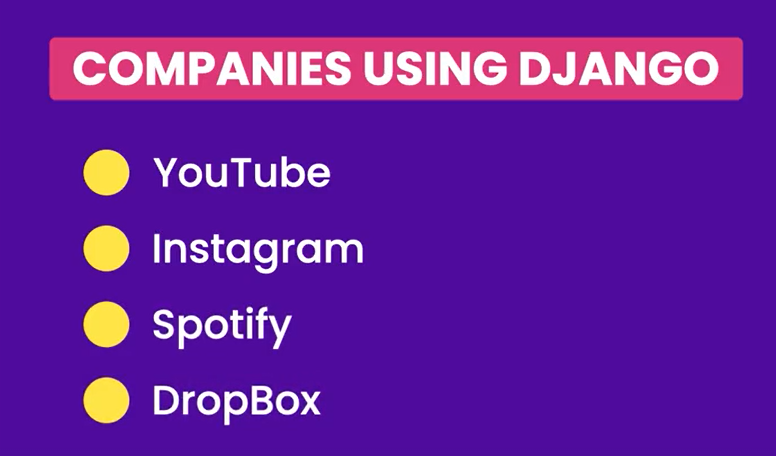 COMPANIES USING DJANGO
YouTube
Instagram
Spotify
DropBox